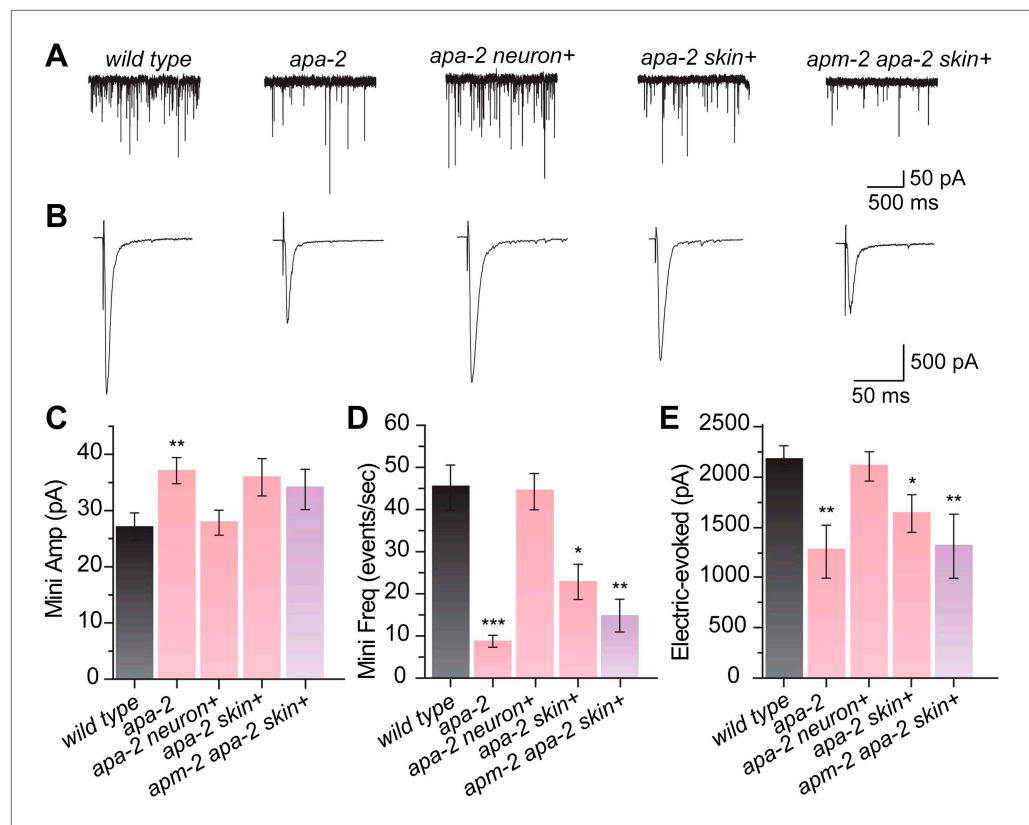 A
wild type
apa-2
apa-2 neuron+
apa-2 skin+
apm-2 apa-2 skin+
50 pA
500 ms
B
500 pA
50 ms
C
Mini Amp (pA)
40
30
20
10
0
**
wild type
apa-2
apa-2 neuron+
apa-2 skin+
apm-2 apa-2 skin+
D
Mini Freq (events/sec)
60
50
40
30
20
10
0
***
*
**
wild type
apa-2
apa-2 neuron+
apa-2 skin+
apm-2 apa-2 skin+
E
Electric-evoked (pA)
2500
2000
1500
1000
500
0
**
*
**
wild type
apa-2
apa-2 neuron+
apa-2 skin+
apm-2 apa-2 skin+